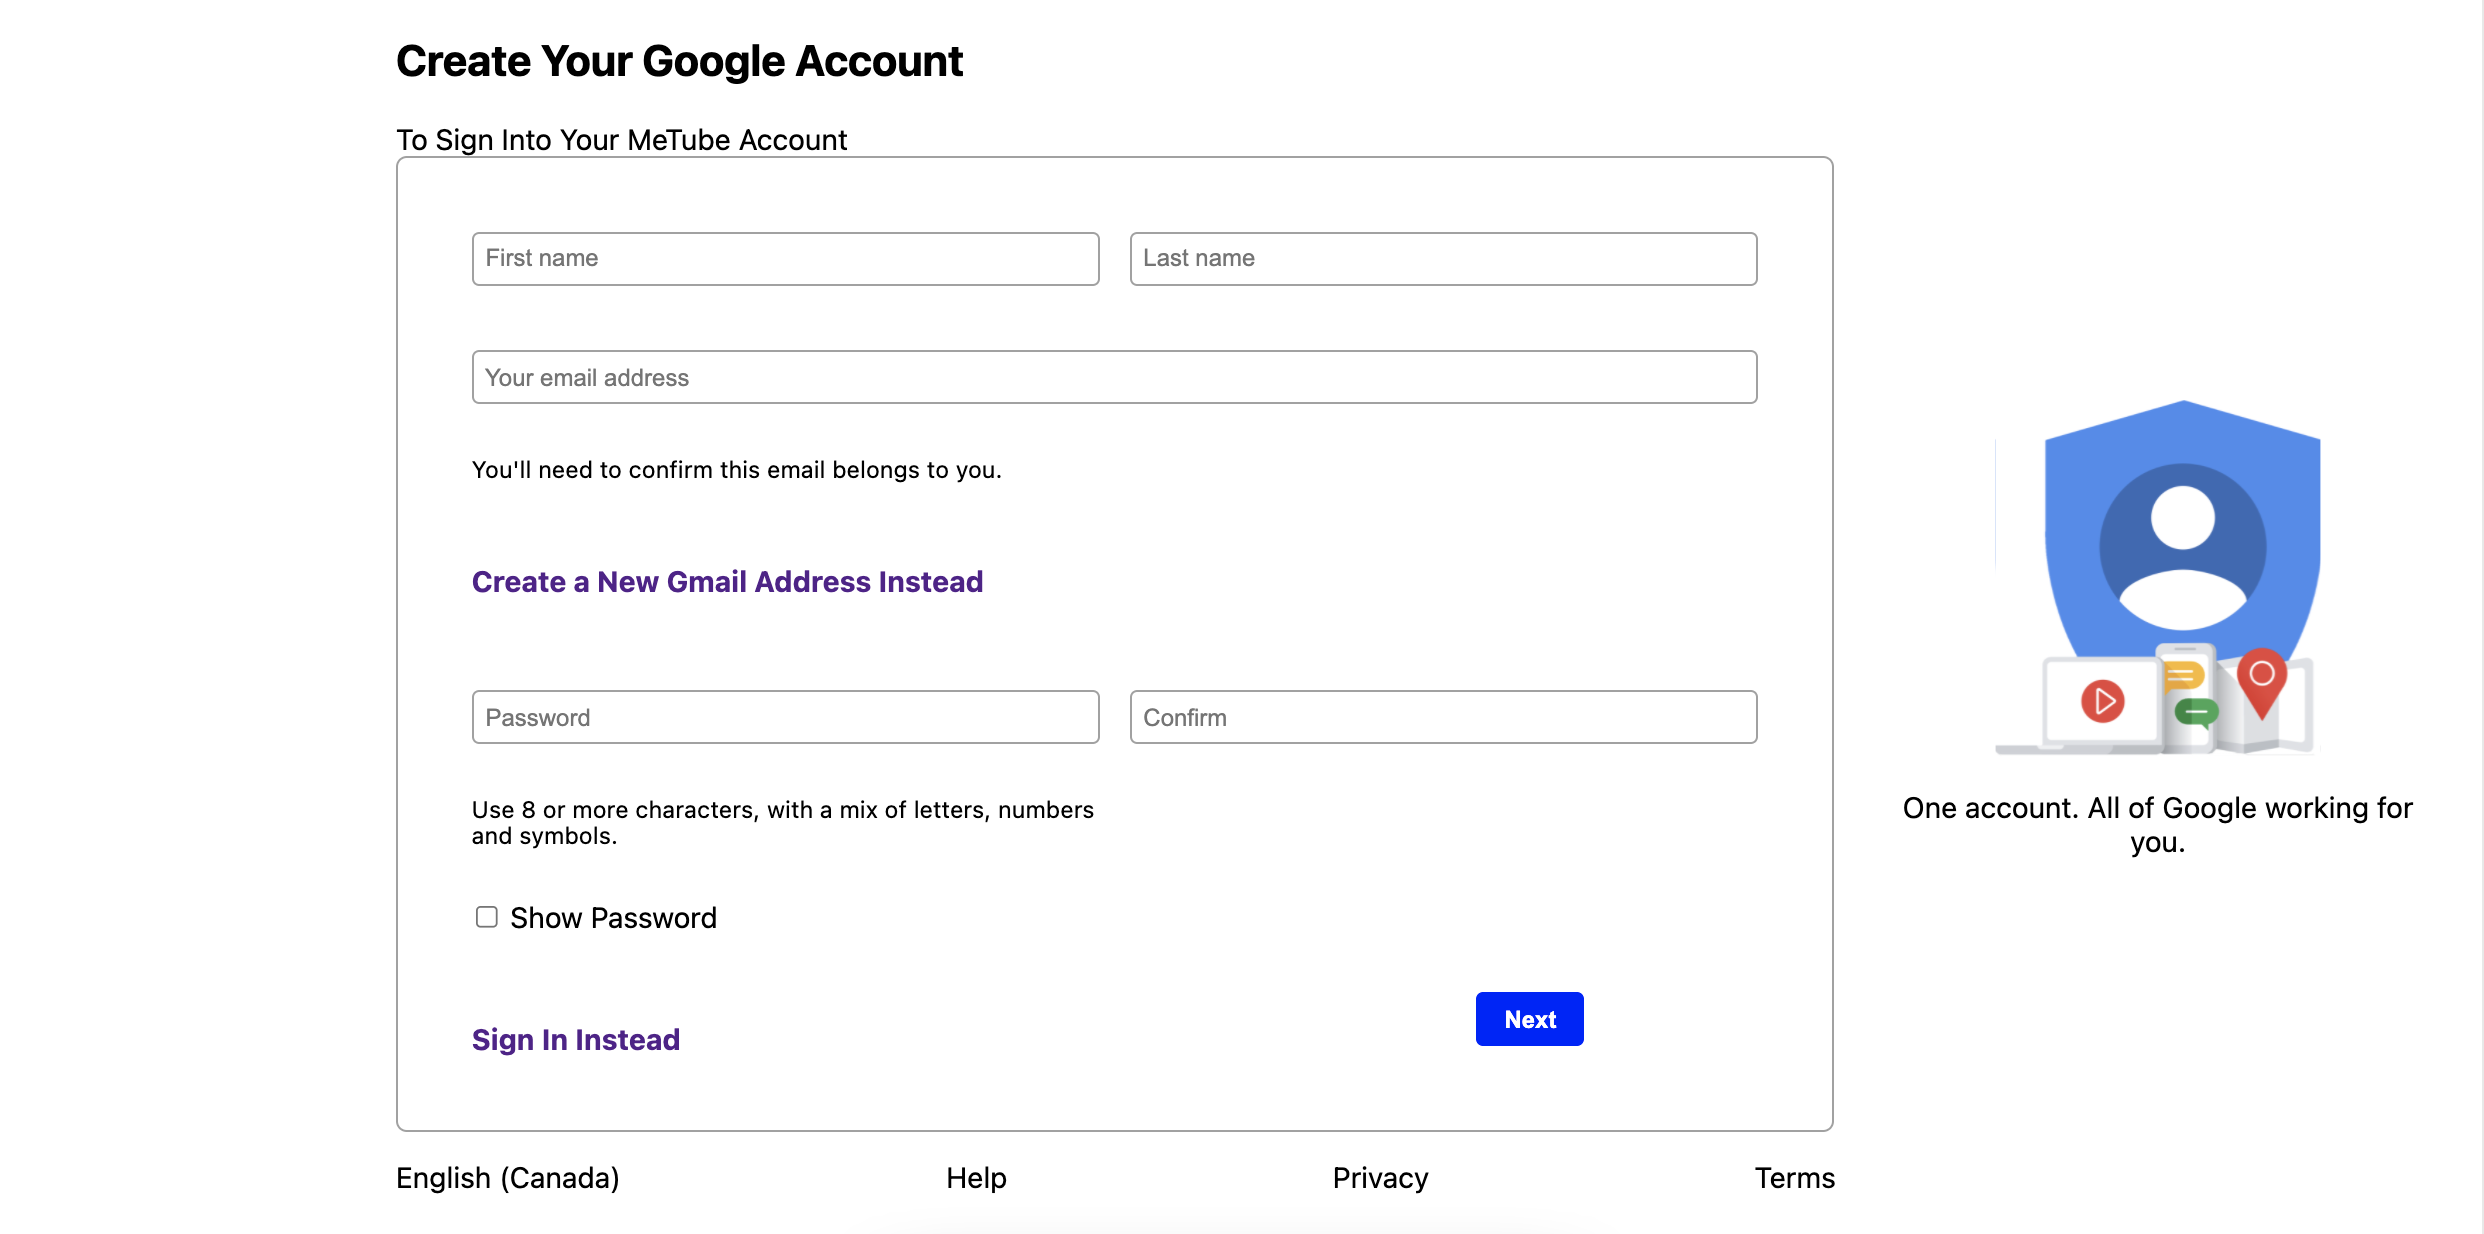 Create Your Google Account
To Sign Into Your MeTube Account
First name
Last name
Your email address
You'll need to confirm this email belongs to you.
Create a New Gmail Address Instead
Password
Confirm
Use 8 or more characters, with a mix of letters, numbers
and symbols.
Show Password
Next
Sign In Instead
One account. All of Google working for
you.
English (Canada)
Help
Privacy
Terms